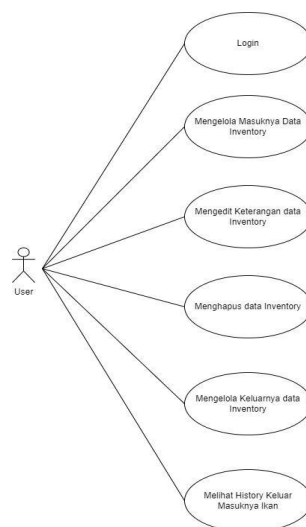 Login
Mengelola Masuknya Data
Inventory
Mengedit Keterangan data
Inventory
User
Menghapus data Inventory
Mengelola Keluarnya data
Inventory
Melihat History Keluar
Masuknya Ikan